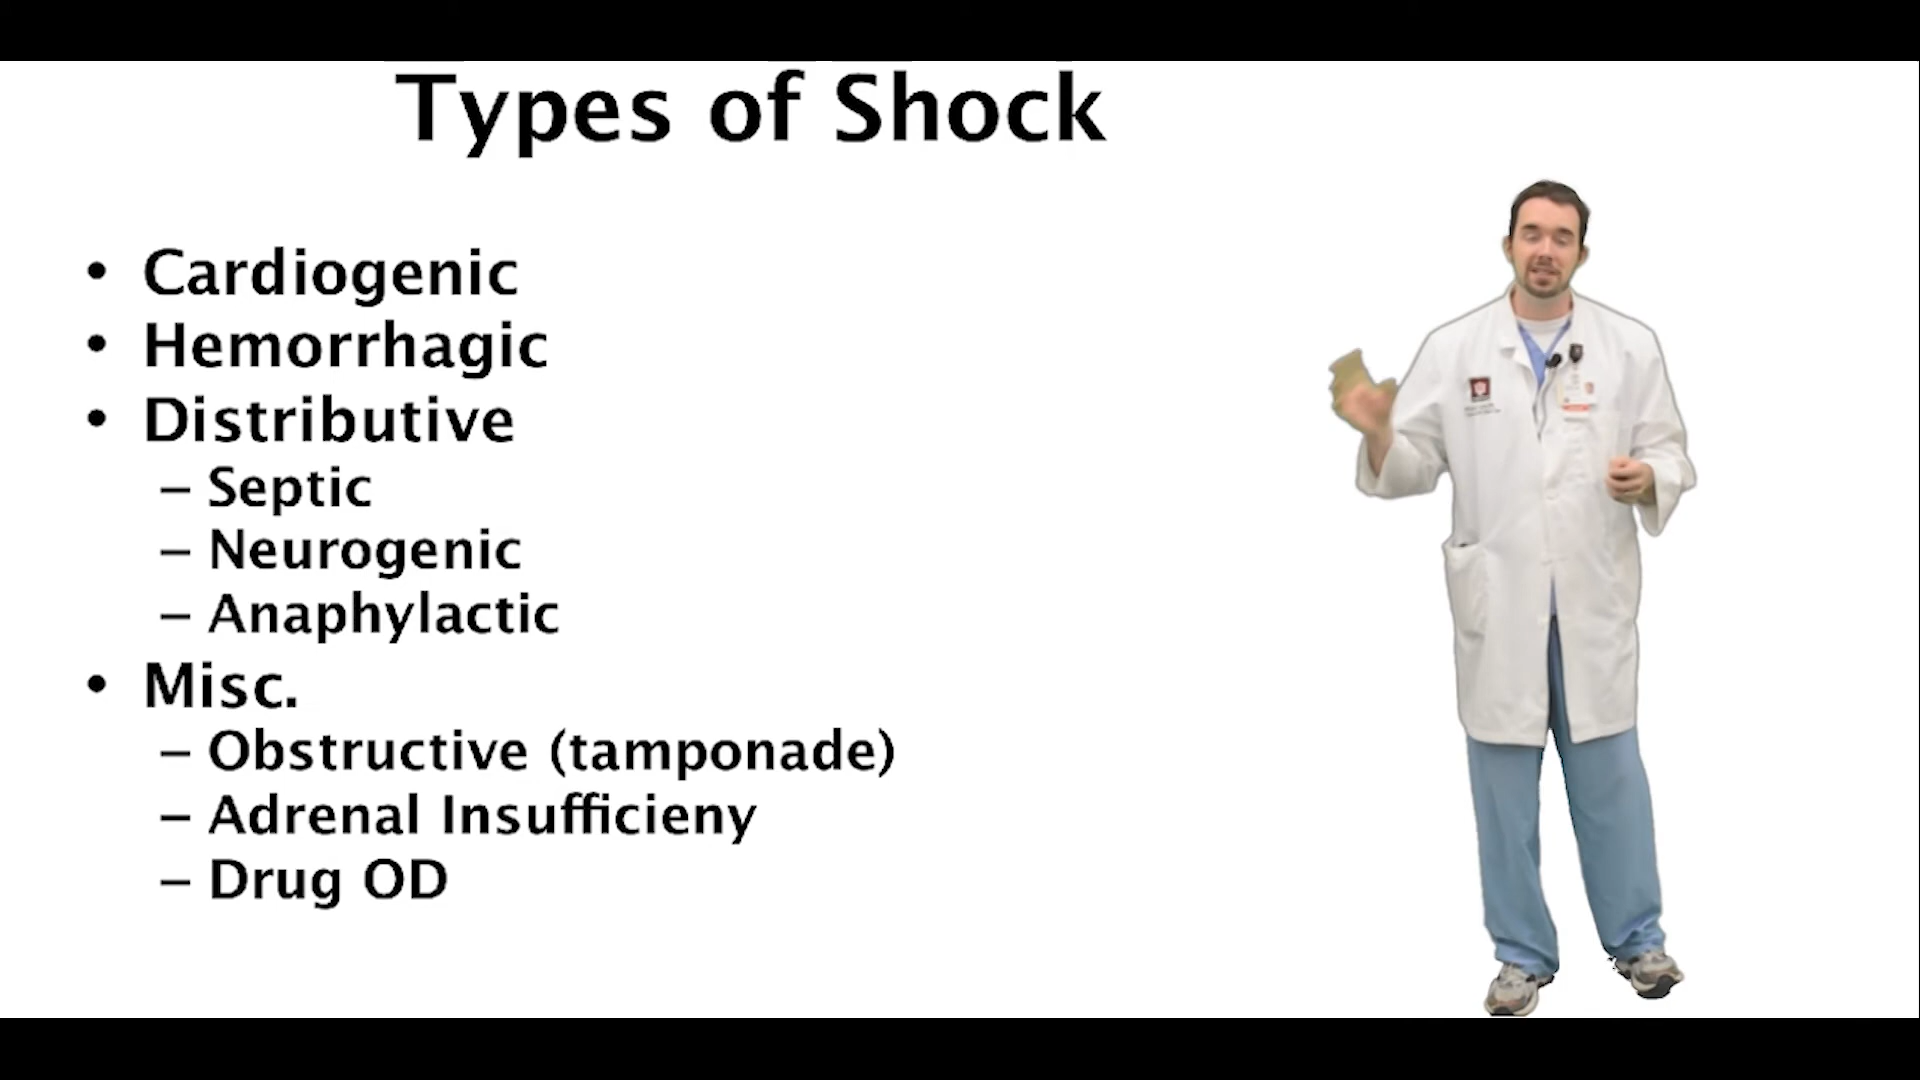 Types of Shock
• Cardiogenic
• Hemorrhagic
• Distributive
– Septic
– Neurogenic
– Anaphylactic
• Misc.
– Obstructive (tamponade)
– Adrenal Insufficieny
– Drug OD